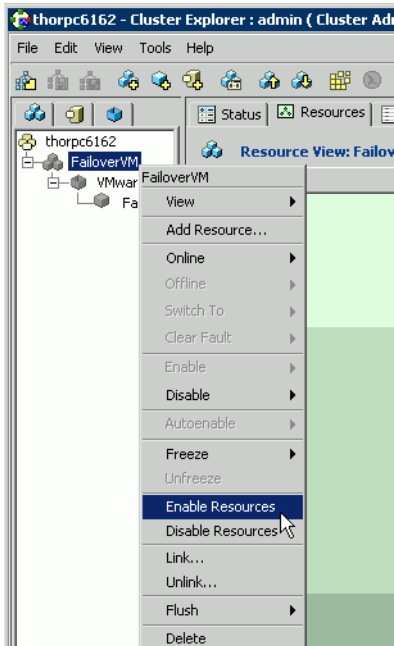 thorpc6162 - Cluster Explorer : admin ( Cluster Ad
File Edit View Tools Help
Status Resources
thorpc6162
FailoverVM
VMwar
Fa
Resource View: Failov
FailoverVM
View
Add Resource...
Online
Offline
Switch To
Clear Fault
Enable
Disable
Autoenable
Freeze
Unfreeze
Enable Resources
Disable Resources
Link...
Unlink...
Flush
Delete